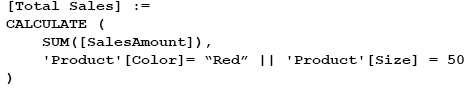 [Total Sales] :=
CALCULATE (
    SUM([SalesAmount]),
    'Product'[Color]= “Red” || 'Product'[Size] = 50
)